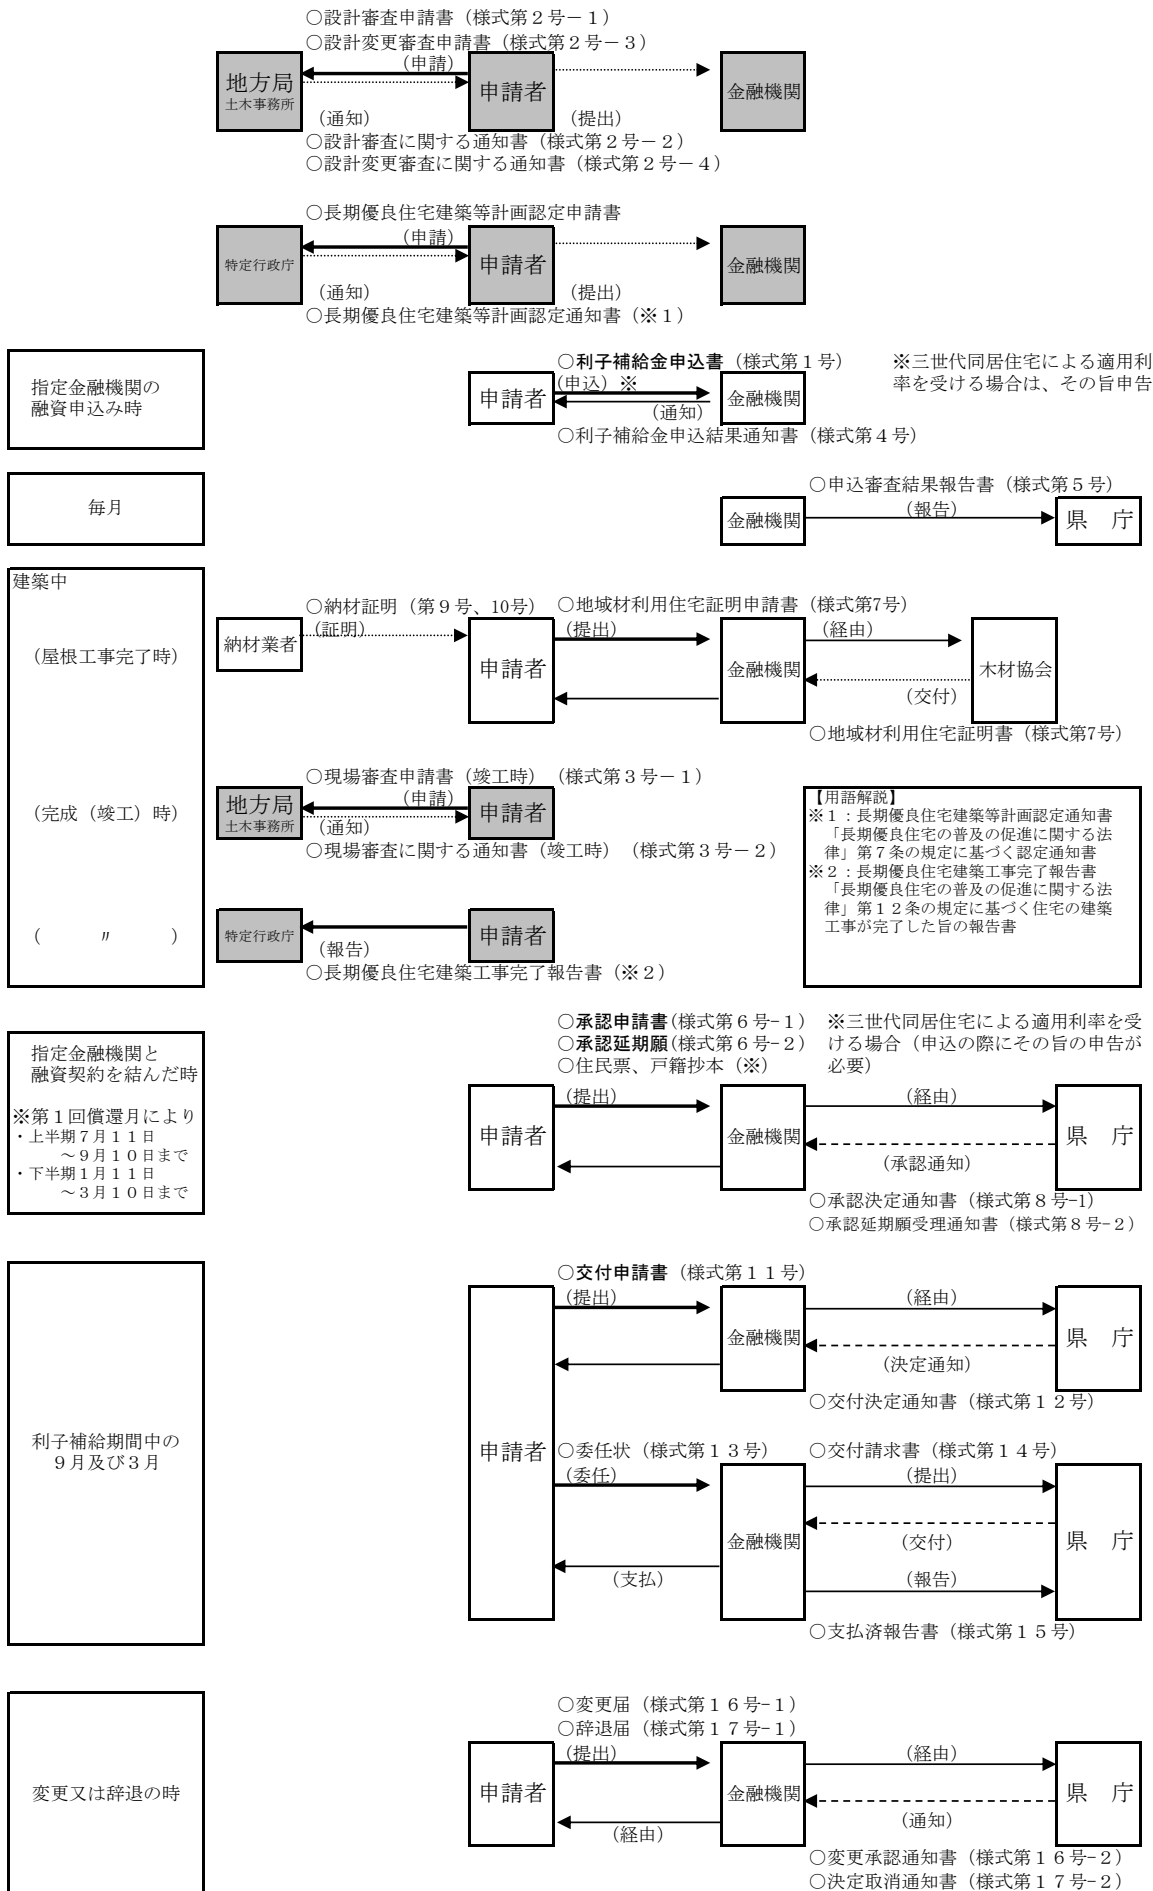 ○設計審査申請書（様式第２号－１）
○設計変更審査申請書（様式第２号－３）
（申請）
地方局
土木事務所
申請者
金融機関
（通知）
（提出）
○設計審査に関する通知書（様式第２号－２）
○設計変更審査に関する通知書（様式第２号－４）
○長期優良住宅建築等計画認定申請書
（申請）
特定行政庁
申請者
金融機関
（通知）
（提出）
○長期優良住宅建築等計画認定通知書（※１）
指定金融機関の
融資申込み時
○利子補給金申込書（様式第１号）
※三世代同居住宅による適用利
率を受ける場合は、その旨申告
（申込）※
申請者
金融機関
（通知）
○利子補給金申込結果通知書（様式第４号）
毎月
○申込審査結果報告書（様式第５号）
（報告）
金融機関
県　庁
建築中
（屋根工事完了時）
○納材証明（第９号、10号）
○地域材利用住宅証明申請書（様式第7号）
（証明）
（提出）
（経由）
納材業者
申請者
金融機関
木材協会
（交付）
○地域材利用住宅証明書（様式第7号）
（完成（竣工）時）
○現場審査申請書（竣工時）（様式第３号－１）
（申請）
地方局
土木事務所
申請者
（通知）
○現場審査に関する通知書（竣工時）（様式第３号－２）
【用語解説】
※１：長期優良住宅建築等計画認定通知書
「長期優良住宅の普及の促進に関する法
律」第７条の規定に基づく認定通知書
※２：長期優良住宅建築工事完了報告書
「長期優良住宅の普及の促進に関する法
律」第１２条の規定に基づく住宅の建築
工事が完了した旨の報告書
（　　　〃　　　）
特定行政庁
申請者
（報告）
○長期優良住宅建築工事完了報告書（※２）
指定金融機関と
融資契約を結んだ時
※第１回償還月により
・上半期７月１１日
～９月１０日まで
・下半期１月１１日
～３月１０日まで
○承認申請書（様式第６号−１）
○承認延期願（様式第６号−２）
○住民票、戸籍抄本（※）
※三世代同居住宅による適用利率を受
ける場合（申込の際にその旨の申告が
必要）
（提出）
（経由）
申請者
金融機関
県　庁
（承認通知）
○承認決定通知書（様式第８号−1）
○承認延期願受理通知書（様式第８号−２）
利子補給期間中の
９月及び３月
○交付申請書（様式第１１号）
（提出）
（経由）
金融機関
県　庁
（決定通知）
○交付決定通知書（様式第１２号）
申請者
○委任状（様式第１３号）
○交付請求書（様式第１４号）
（委任）
（提出）
金融機関
県　庁
（交付）
（支払）
（報告）
○支払済報告書（様式第１５号）
変更又は辞退の時
○変更届（様式第１６号−１）
○辞退届（様式第１７号−１）
（提出）
（経由）
申請者
金融機関
県　庁
（通知）
（経由）
○変更承認通知書（様式第１６号−２）
○決定取消通知書（様式第１７号−２）